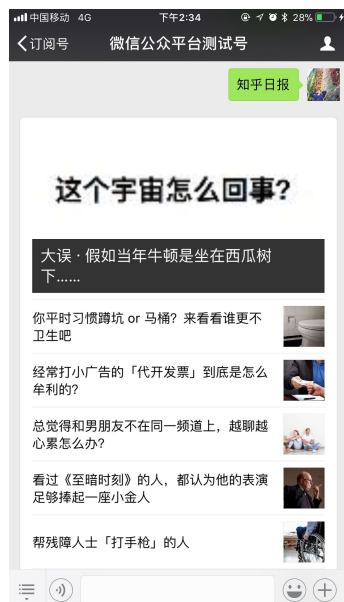 中国移动 4G 下午2:34 28%
订阅号 微信公众平台测试号
知乎日报
这个宇宙怎么回事?
大误 · 假如当年牛顿是坐在西瓜树
下……
你平时习惯蹲坑 or 马桶？来看看谁更不
卫生吧
经常打小广告的「代开发票」到底是怎么
牟利的？
总觉得和男朋友不在同一频道上，越聊越
心累怎么办？
看过《至暗时刻》的人，都认为他的表演
足够捧起一座小金人
帮残障人士「打手枪」的人